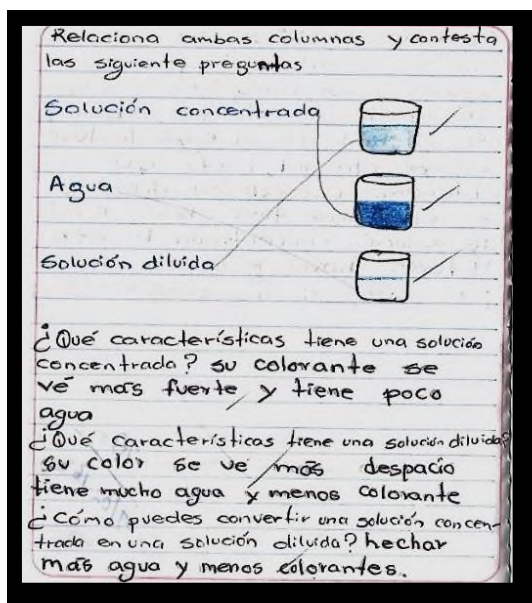 Relaciona ambas columnas y contesta
las siguiente preguntas
Solución concentrada
Agua
Solución diluida
¿Qué características tiene una solución
concentrada? su colorante se
vé más fuerte y tiene poco
agua
¿Qué características tiene una solución diluida?
su color se ve más despacio
tiene mucho agua y menos colorante
¿Cómo puedes convertir una solución concen-
trada en una solución diluida? hechar
más agua y menos colorantes.